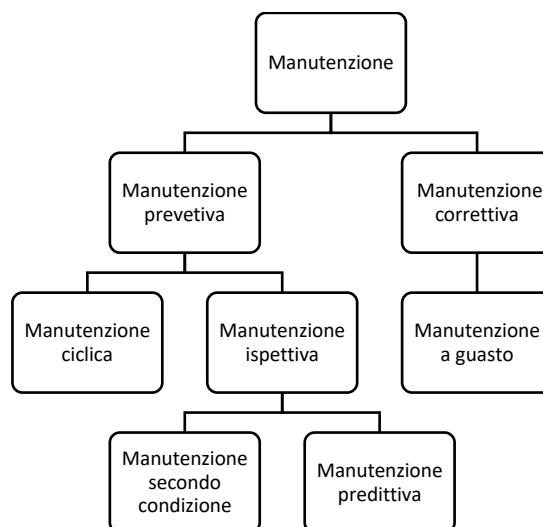 Manutenzione
Manutenzione
prevetiva
Manutenzione
correttiva
Manutenzione
ciclica
Manutenzione
ispettiva
Manutenzione
a guasto
Manutenzione
secondo
condizione
Manutenzione
predittiva